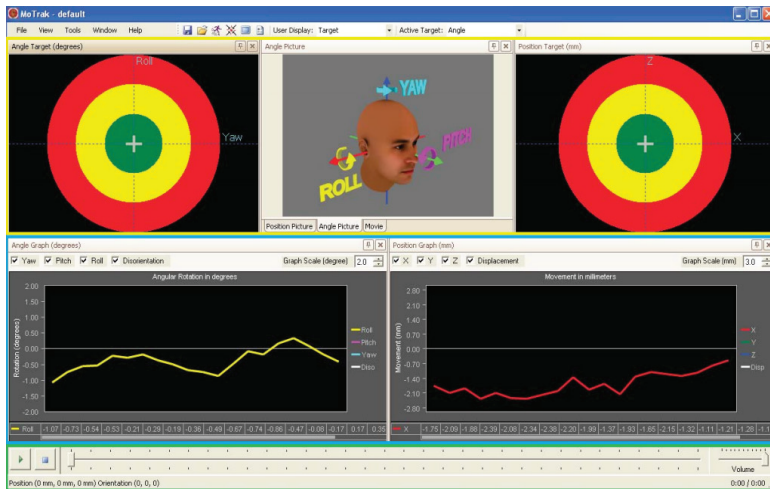 MoTrak - default
File View Tools Window Help User Display: Target Active Target: Angle
Angle Target (degrees)
Roll
Yaw
Angle Picture
YAW
PITCH
ROLL
Position Picture Angle Picture Movie
Position Target (mm)
Z
X
Angle Graph (degrees)
Yaw Pitch Roll Disorientation Graph Scale (degree) 2.0
Angular Rotation in degrees
Rotation (degrees)
2.00
1.50
1.00
0.50
0.00
-0.50
-1.00
-1.50
-2.00
Roll
Pitch
Yaw
Diso
Roll -1.07 -0.73 -0.54 -0.53 -0.21 -0.29 -0.19 -0.36 -0.49 -0.67 -0.74 -0.86 -0.47 -0.08 -0.17 0.17 0.35
Position Graph (mm)
X Y Z Displacement Graph Scale (mm) 3.0
Movement in millimeters
Movement (mm)
2.80
2.10
1.40
0.70
0.00
-0.70
-1.40
-2.10
-2.80
X
Y
Z
Disp
X -1.75 -2.09 -1.88 -2.39 -2.08 -2.34 -2.38 -2.20 -1.99 -1.37 -1.93 -1.65 -2.15 -1.32 -1.11 -1.21 -1.28 -1.1
Volume
Position (0 mm, 0 mm, 0 mm) Orientation (0, 0, 0) 0:00 / 0:00